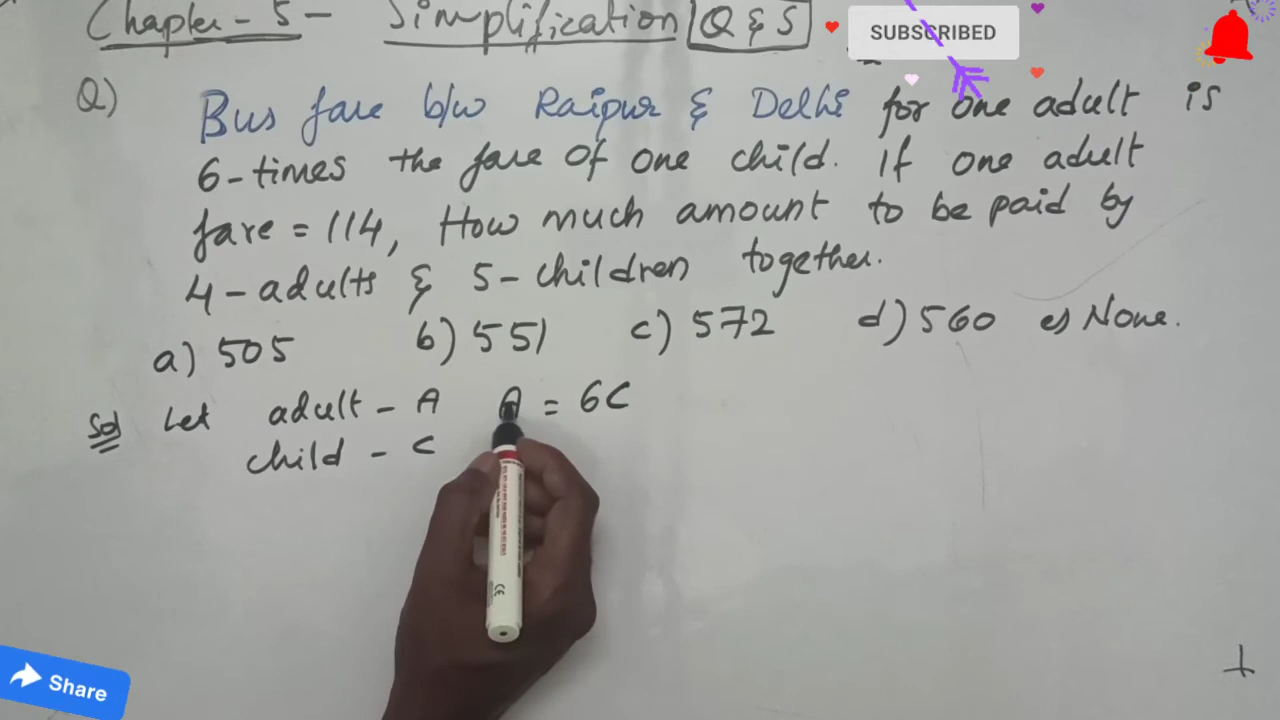 Chapter - 5 - Simplification Q & S
SUBSCRIBED
Q) Bus fare b/w Raipur & Delhi for one adult is
6-times the fare of one child. If one adult
fare = 114, How much amount to be paid by
4-adults & 5-children together.
a) 505 b) 551 c) 572 d) 560 e) None.
Sol Let adult - A A = 6C
child - C
Share